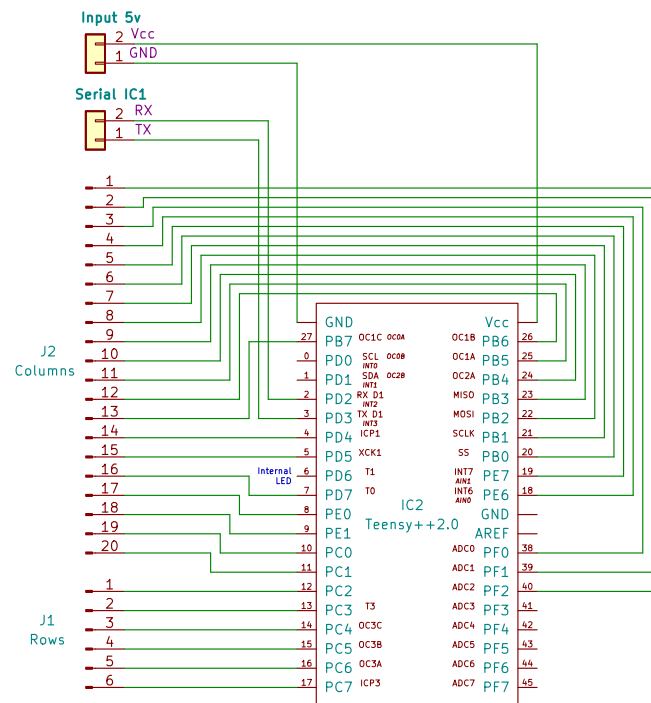 Input 5v
2 Vcc
1 GND
Serial IC1
2 RX
1 TX
1
2
3
4
5
6
7
8
9
10
11
12
13
14
15
16
17
18
19
20
J2
Columns
1
2
3
4
5
6
J1
Rows
Internal
LED
GND Vcc
27 PB7 OC1C OC0A OC1B PB6 26
0 PD0 SCL OC0B INT0 OC1A PB5 25
1 PD1 SDA OC2B INT1 OC2A PB4 24
2 PD2 RX D1 INT2 MISO PB3 23
3 PD3 TX D1 INT3 MOSI PB2 22
4 PD4 ICP1 SCLK PB1 21
5 PD5 XCK1 SS PB0 20
6 PD6 T1 INT7 AIN1 PE7 19
7 PD7 T0 INT6 AIN0 PE6 18
8 PE0 GND
9 PE1 AREF
IC2
Teensy++2.0
10 PC0 ADC0 PF0 38
11 PC1 ADC1 PF1 39
12 PC2 ADC2 PF2 40
13 PC3 T3 ADC3 PF3 41
14 PC4 OC3C ADC4 PF4 42
15 PC5 OC3B ADC5 PF5 43
16 PC6 OC3A ADC6 PF6 44
17 PC7 ICP3 ADC7 PF7 45